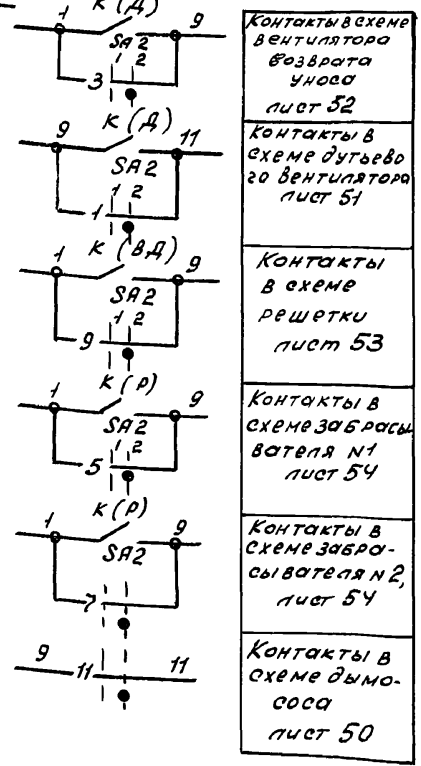 К (Д)
1
9
SA2
1 2
3
Контакты в схеме
вентилятора
возврата
уноса
лист 52
К (Д)
9
11
SA2
1 2
1
Контакты в
схеме дутьево
го вентилятора
лист 51
К (ВД)
1
9
SA2
1 2
9
Контакты
в схеме
решетки
лист 53
К (Р)
1
9
SA2
1 2
5
Контакты в
схеме забрасы
вателя N1
лист 54
К (Р)
1
9
SA2
7
Контакты в
схеме забра-
сывателя N2,
лист 54
9
11
11
Контакты в
схеме дымо-
соса
лист 50